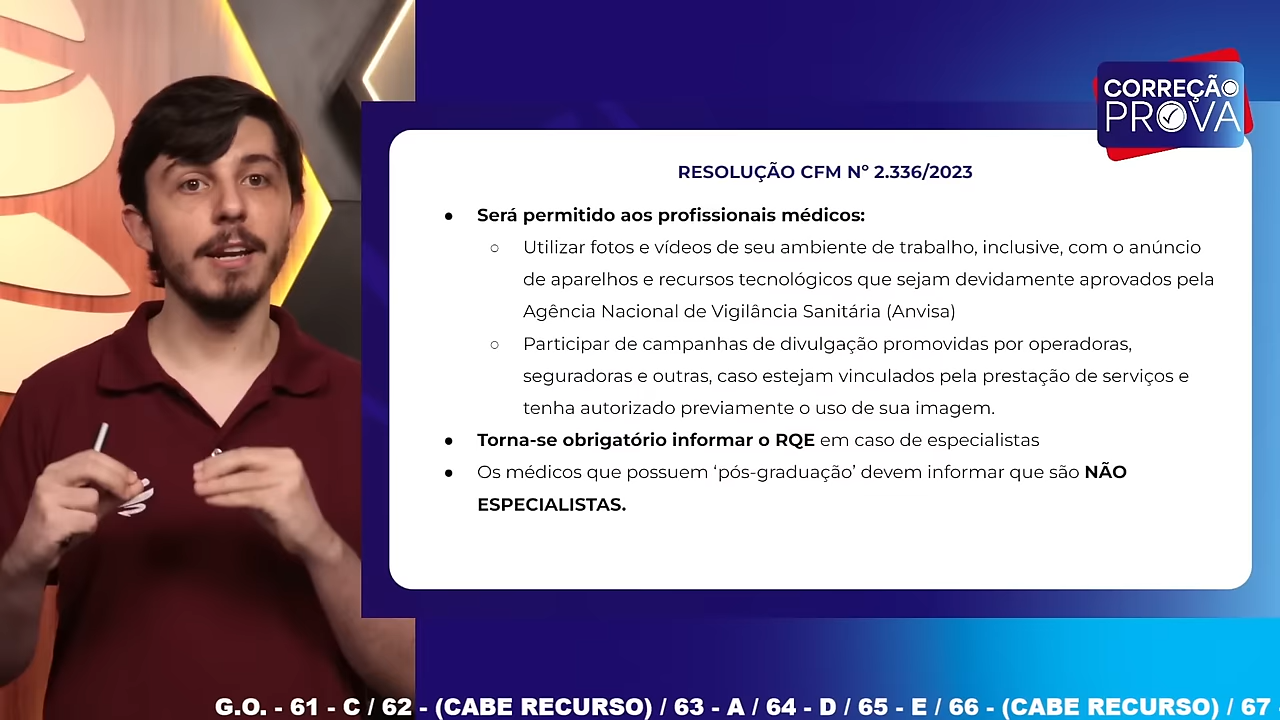 CORREÇÃO
PROVA
RESOLUÇÃO CFM Nº 2.336/2023
● Será permitido aos profissionais médicos:
○ Utilizar fotos e vídeos de seu ambiente de trabalho, inclusive, com o anúncio
de aparelhos e recursos tecnológicos que sejam devidamente aprovados pela
Agência Nacional de Vigilância Sanitária (Anvisa)
○ Participar de campanhas de divulgação promovidas por operadoras,
seguradoras e outras, caso estejam vinculados pela prestação de serviços e
tenha autorizado previamente o uso de sua imagem.
● Torna-se obrigatório informar o RQE em caso de especialistas
● Os médicos que possuem ‘pós-graduação’ devem informar que são NÃO
ESPECIALISTAS.
G.O. - 61 - C / 62 - (CABE RECURSO) / 63 - A / 64 - D / 65 - E / 66 - (CABE RECURSO) / 67